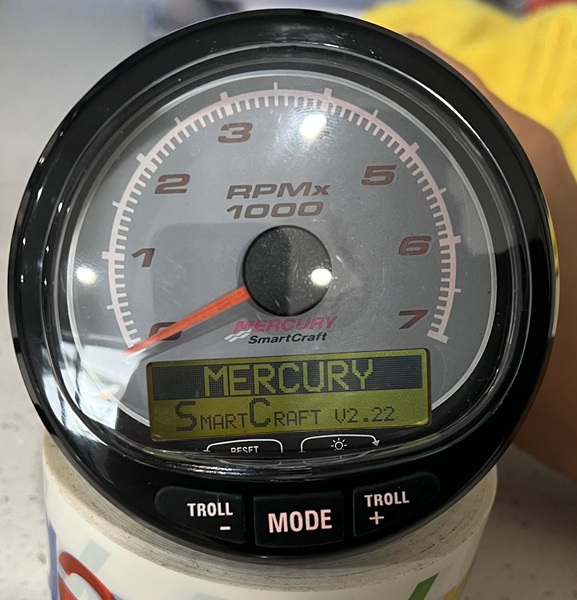 3
2
5
RPMx
1000
1
6
0
7
MERCURY
SmartCraft
MERCURY
SMARTCRAFT V2.22
RESET
TROLL
-
MODE
TROLL
+